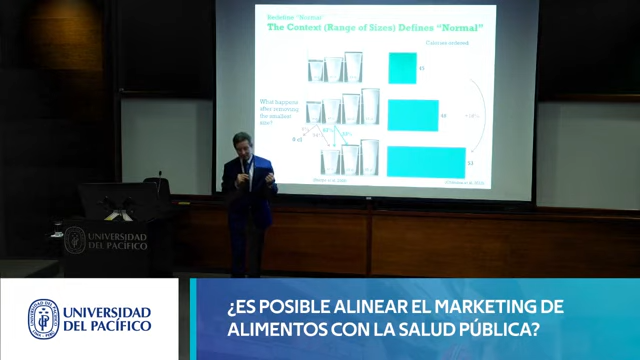 Redefine "Normal"
The Context (Range of Sizes) Defines "Normal"
Calories ordered
What happens
after removing
the smallest
size?
UNIVERSIDAD
DEL PACÍFICO
UNIVERSIDAD
DEL PACÍFICO
¿ES POSIBLE ALINEAR EL MARKETING DE
ALIMENTOS CON LA SALUD PÚBLICA?